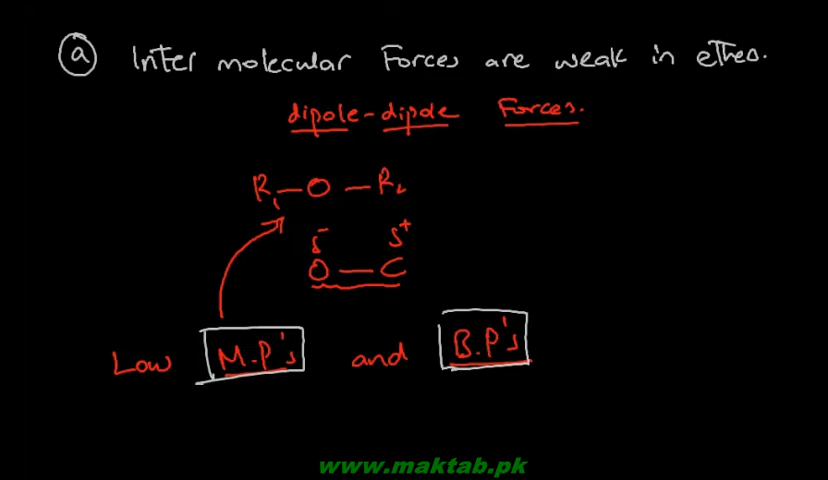 ⓐ Inter molecular Forces are weak in ethes.
dipole-dipole Forces.
R₁—O—R₂
δ⁻ δ⁺
O—C
Low M.P's and B.P's
www.maktab.pk